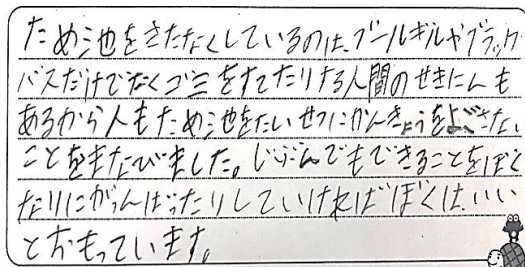 ため池をきたなくしているのは、ブールギルやブラック
バスだけでなくゴミをすてたりする人間のせきにんも
あるから人もため池をたいせつにかんきょうをよごさない
ことをまなびました。じぶんでもできることをぼく
なりにがんばったりしていければぼくは、いい
とおもっています。